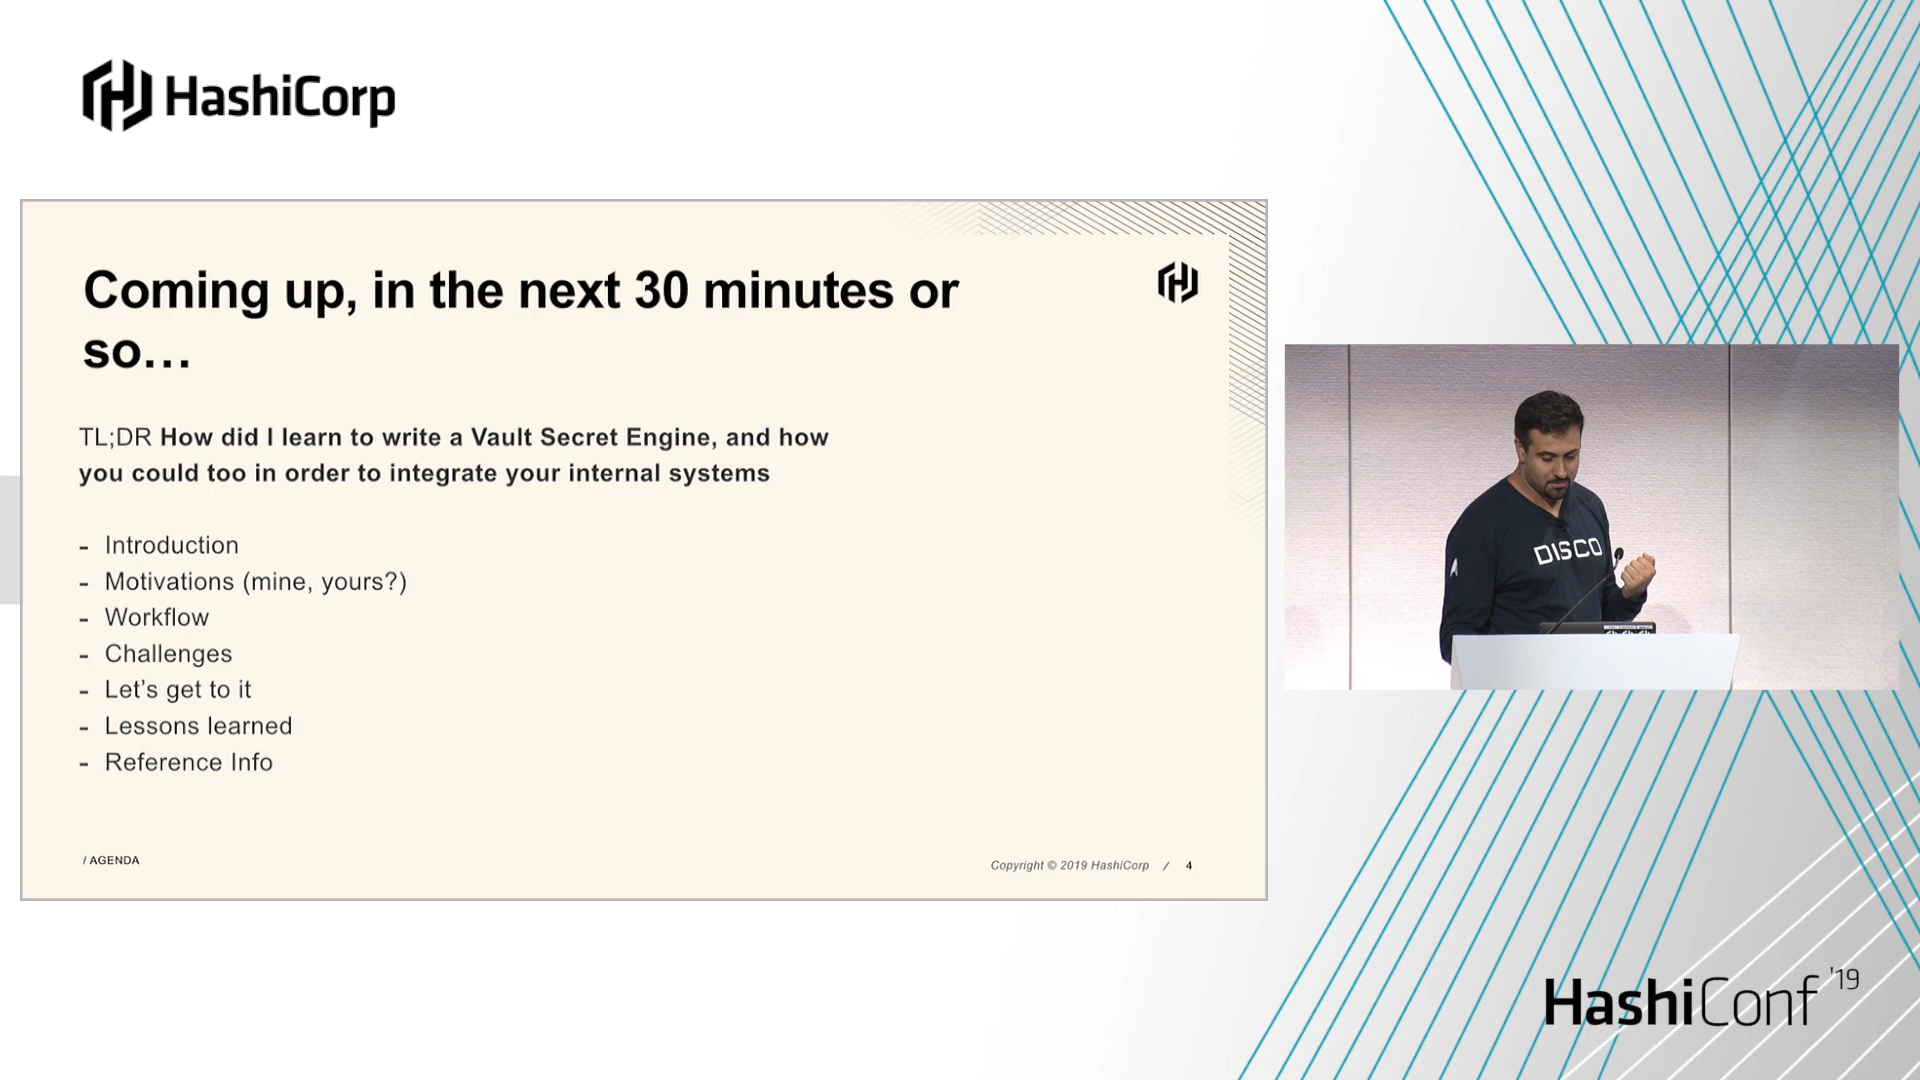 HashiCorp
Coming up, in the next 30 minutes or
so…
TL;DR How did I learn to write a Vault Secret Engine, and how
you could too in order to integrate your internal systems
- Introduction
- Motivations (mine, yours?)
- Workflow
- Challenges
- Let’s get to it
- Lessons learned
- Reference Info
/ AGENDA
Copyright © 2019 HashiCorp / 4
DISCO
HashiConf '19